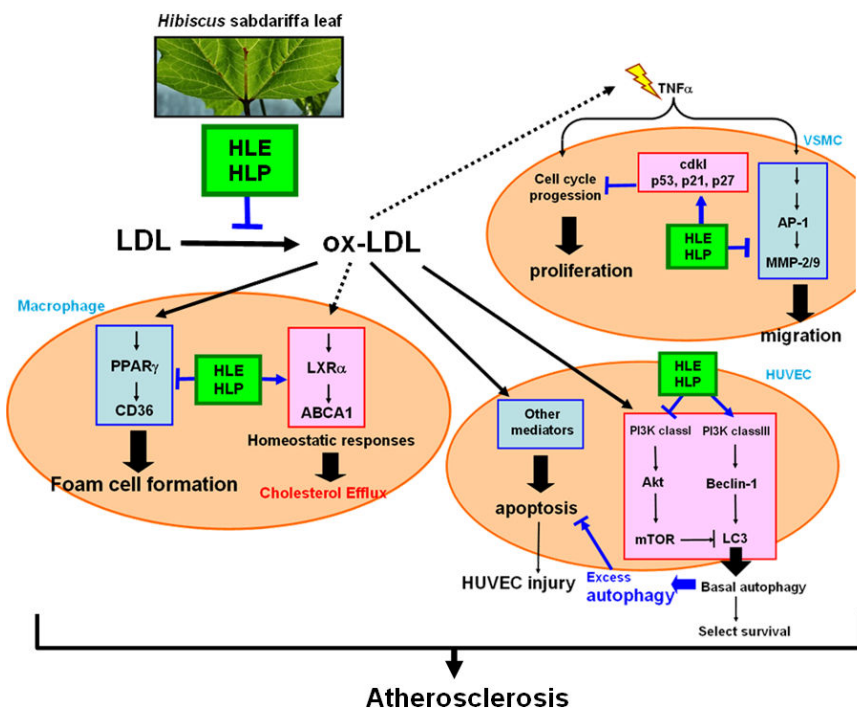 Hibiscus sabdariffa leaf
HLE
HLP
LDL
ox-LDL
TNFα
VSMC
Cell cycle
progession
cdkI
p53, p21, p27
HLE
HLP
AP-1
MMP-2/9
proliferation
migration
Macrophage
PPARγ
CD36
HLE
HLP
LXRα
ABCA1
Homeostatic responses
Foam cell formation
Cholesterol Efflux
HUVEC
HLE
HLP
Other
mediators
PI3K classI
PI3K classIII
Akt
Beclin-1
mTOR
LC3
apoptosis
HUVEC injury
Excess
autophagy
Basal autophagy
Select survival
Atherosclerosis